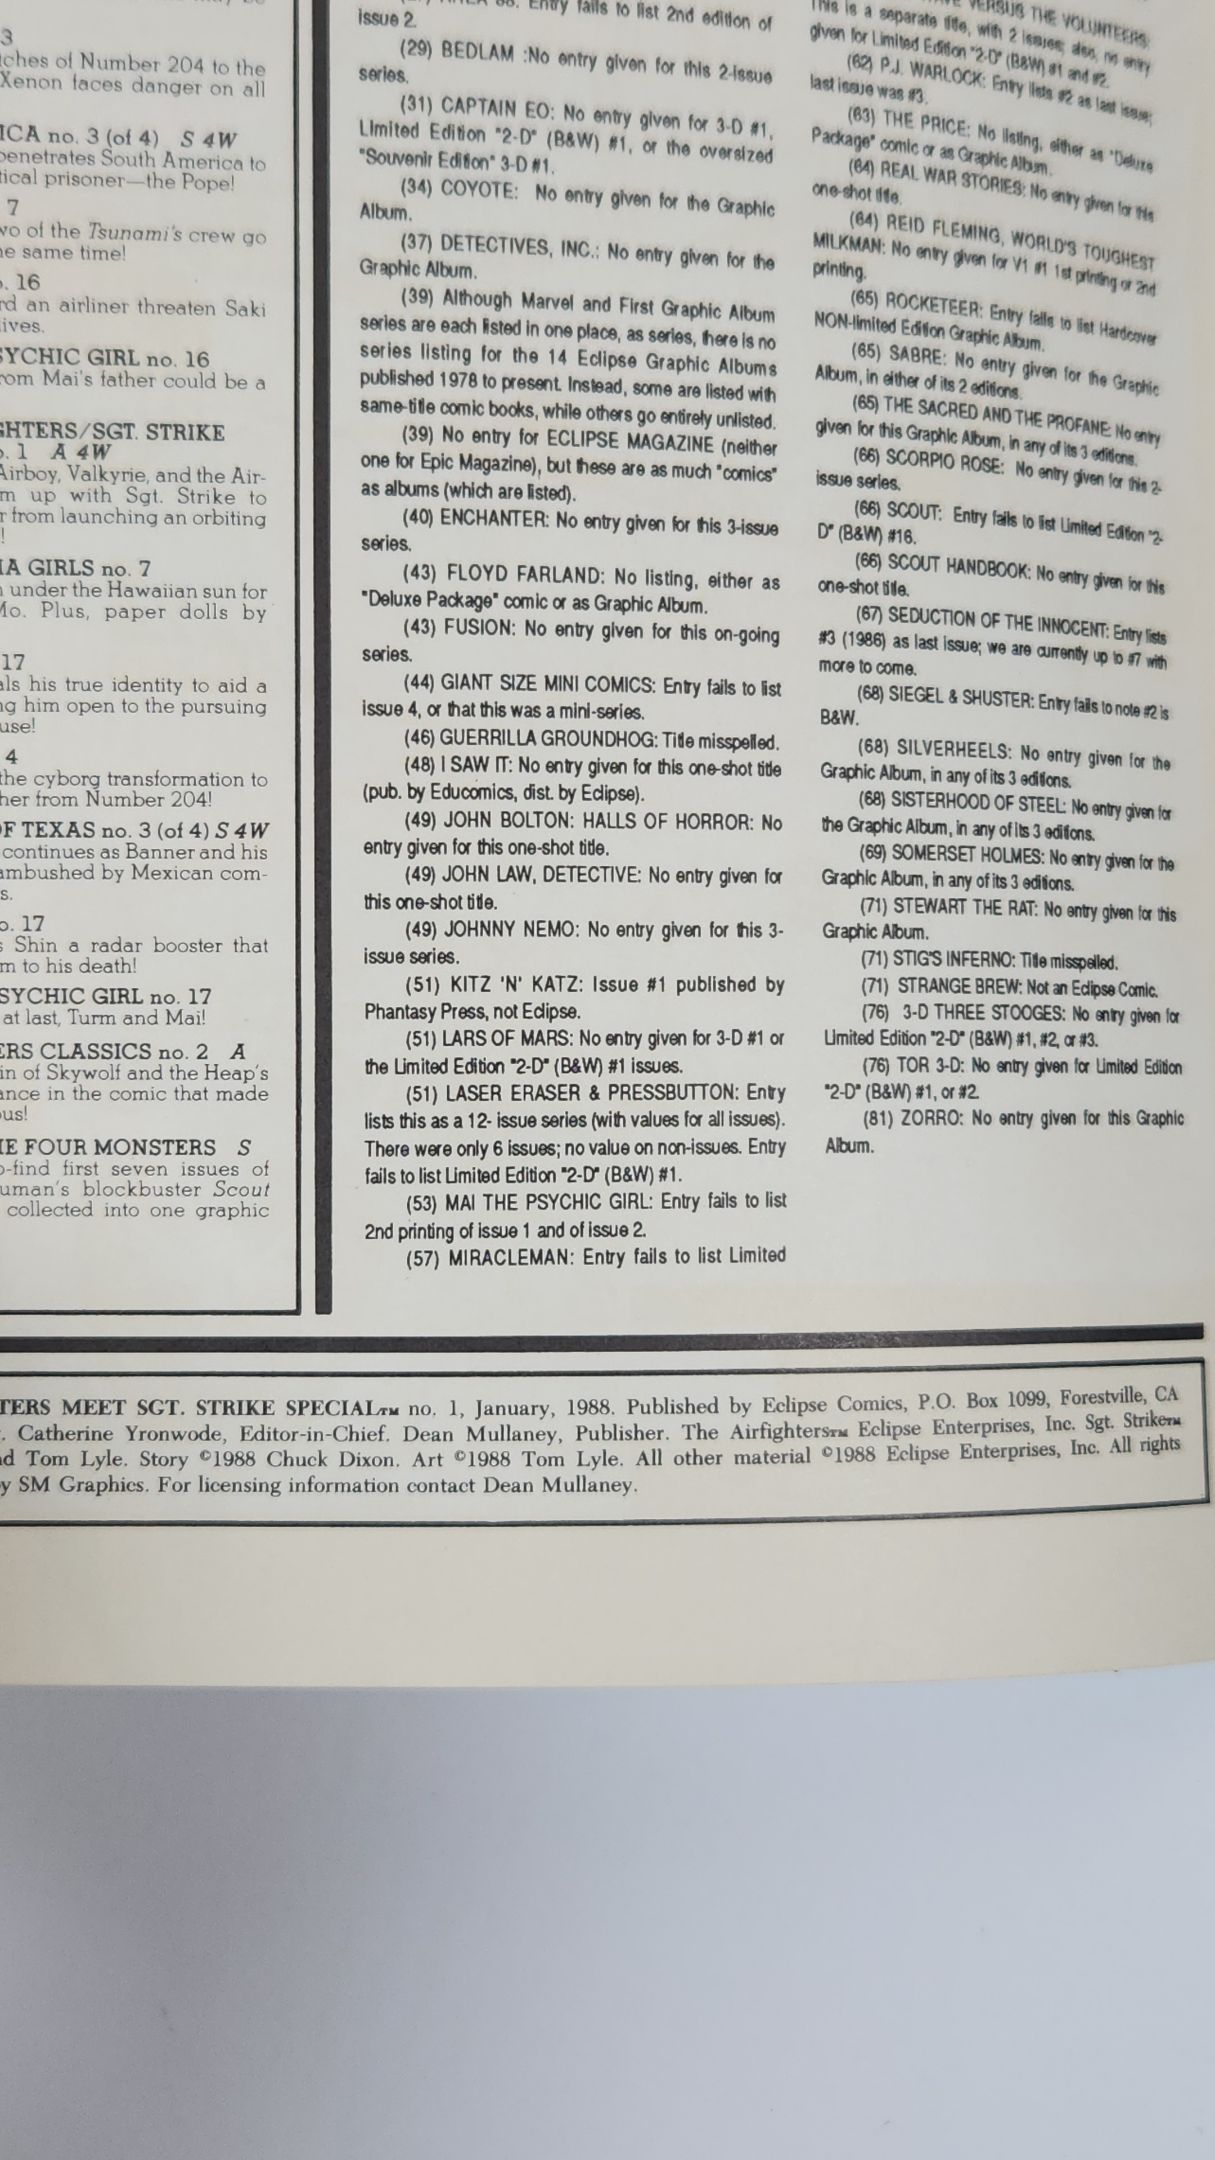 3
ches of Number 204 to the
Xenon faces danger on all
ICA no. 3 (of 4) S 4W
penetrates South America to
tical prisoner—the Pope!
7
wo of the Tsunami's crew go
he same time!
. 16
rd an airliner threaten Saki
lives.
SYCHIC GIRL no. 16
rom Mai's father could be a
GHTERS/SGT. STRIKE
o. 1 A 4W
Airboy, Valkyrie, and the Air-
m up with Sgt. Strike to
r from launching an orbiting
!
IA GIRLS no. 7
under the Hawaiian sun for
Mo. Plus, paper dolls by
17
als his true identity to aid a
ng him open to the pursuing
use!
4
the cyborg transformation to
her from Number 204!
OF TEXAS no. 3 (of 4) S 4W
continues as Banner and his
ambushed by Mexican com-
s.
o. 17
s Shin a radar booster that
m to his death!
SYCHIC GIRL no. 17
at last, Turm and Mai!
ERS CLASSICS no. 2 A
in of Skywolf and the Heap's
ance in the comic that made
ous!
IE FOUR MONSTERS S
o-find first seven issues of
uman's blockbuster Scout
collected into one graphic
Entry fails to list 2nd edition of
issue 2.
(29) BEDLAM :No entry given for this 2-issue
series.
(31) CAPTAIN EO: No entry given for 3-D #1,
Limited Edition "2-D" (B&W) #1, or the oversized
"Souvenir Edition" 3-D #1.
(34) COYOTE: No entry given for the Graphic
Album.
(37) DETECTIVES, INC.: No entry given for the
Graphic Album.
(39) Although Marvel and First Graphic Album
series are each listed in one place, as series, there is no
series listing for the 14 Eclipse Graphic Albums
published 1978 to present. Instead, some are listed with
same-title comic books, while others go entirely unlisted.
(39) No entry for ECLIPSE MAGAZINE (neither
one for Epic Magazine), but these are as much "comics"
as albums (which are listed).
(40) ENCHANTER: No entry given for this 3-issue
series.
(43) FLOYD FARLAND: No listing, either as
"Deluxe Package" comic or as Graphic Album.
(43) FUSION: No entry given for this on-going
series.
(44) GIANT SIZE MINI COMICS: Entry fails to list
issue 4, or that this was a mini-series.
(46) GUERRILLA GROUNDHOG: Title misspelled.
(48) I SAW IT: No entry given for this one-shot title
(pub. by Educomics, dist. by Eclipse).
(49) JOHN BOLTON: HALLS OF HORROR: No
entry given for this one-shot title.
(49) JOHN LAW, DETECTIVE: No entry given for
this one-shot title.
(49) JOHNNY NEMO: No entry given for this 3-
issue series.
(51) KITZ 'N' KATZ: Issue #1 published by
Phantasy Press, not Eclipse.
(51) LARS OF MARS: No entry given for 3-D #1 or
the Limited Edition "2-D" (B&W) #1 issues.
(51) LASER ERASER & PRESSBUTTON: Entry
lists this as a 12- issue series (with values for all issues).
There were only 6 issues; no value on non-issues. Entry
fails to list Limited Edition "2-D" (B&W) #1.
(53) MAI THE PSYCHIC GIRL: Entry fails to list
2nd printing of issue 1 and of issue 2.
(57) MIRACLEMAN: Entry fails to list Limited
VERSUS THE VOLUNTEERS:
This is a separate title, with 2 issues; also, no entry
given for Limited Edition "2-D" (B&W) #1 and #2.
(62) P.J. WARLOCK: Entry lists #2 as last issue;
last issue was #3.
(63) THE PRICE: No listing, either as "Deluxe
Package" comic or as Graphic Album.
(64) REAL WAR STORIES: No entry given for this
one-shot title.
(64) REID FLEMING, WORLD'S TOUGHEST
MILKMAN: No entry given for V1 #1 1st printing or 2nd
printing.
(65) ROCKETEER: Entry fails to list Hardcover
NON-limited Edition Graphic Album.
(65) SABRE: No entry given for the Graphic
Album, in either of its 2 editions.
(65) THE SACRED AND THE PROFANE: No entry
given for this Graphic Album, in any of its 3 editions.
(66) SCORPIO ROSE: No entry given for this 2-
issue series.
(66) SCOUT: Entry fails to list Limited Edition "2-
D" (B&W) #16.
(66) SCOUT HANDBOOK: No entry given for this
one-shot title.
(67) SEDUCTION OF THE INNOCENT: Entry lists
#3 (1986) as last issue; we are currently up to #7 with
more to come.
(68) SIEGEL & SHUSTER: Entry fails to note #2 is
B&W.
(68) SILVERHEELS: No entry given for the
Graphic Album, in any of its 3 editions.
(68) SISTERHOOD OF STEEL: No entry given for
the Graphic Album, in any of its 3 editions.
(69) SOMERSET HOLMES: No entry given for the
Graphic Album, in any of its 3 editions.
(71) STEWART THE RAT: No entry given for this
Graphic Album.
(71) STIG'S INFERNO: Title misspelled.
(71) STRANGE BREW: Not an Eclipse Comic.
(76) 3-D THREE STOOGES: No entry given for
Limited Edition "2-D" (B&W) #1, #2, or #3.
(76) TOR 3-D: No entry given for Limited Edition
"2-D" (B&W) #1, or #2.
(81) ZORRO: No entry given for this Graphic
Album.
TERS MEET SGT. STRIKE SPECIAL™ no. 1, January, 1988. Published by Eclipse Comics, P.O. Box 1099, Forestville, CA
. Catherine Yronwode, Editor-in-Chief. Dean Mullaney, Publisher. The Airfighters™ Eclipse Enterprises, Inc. Sgt. Strike™
d Tom Lyle. Story ©1988 Chuck Dixon. Art ©1988 Tom Lyle. All other material ©1988 Eclipse Enterprises, Inc. All rights
y SM Graphics. For licensing information contact Dean Mullaney.